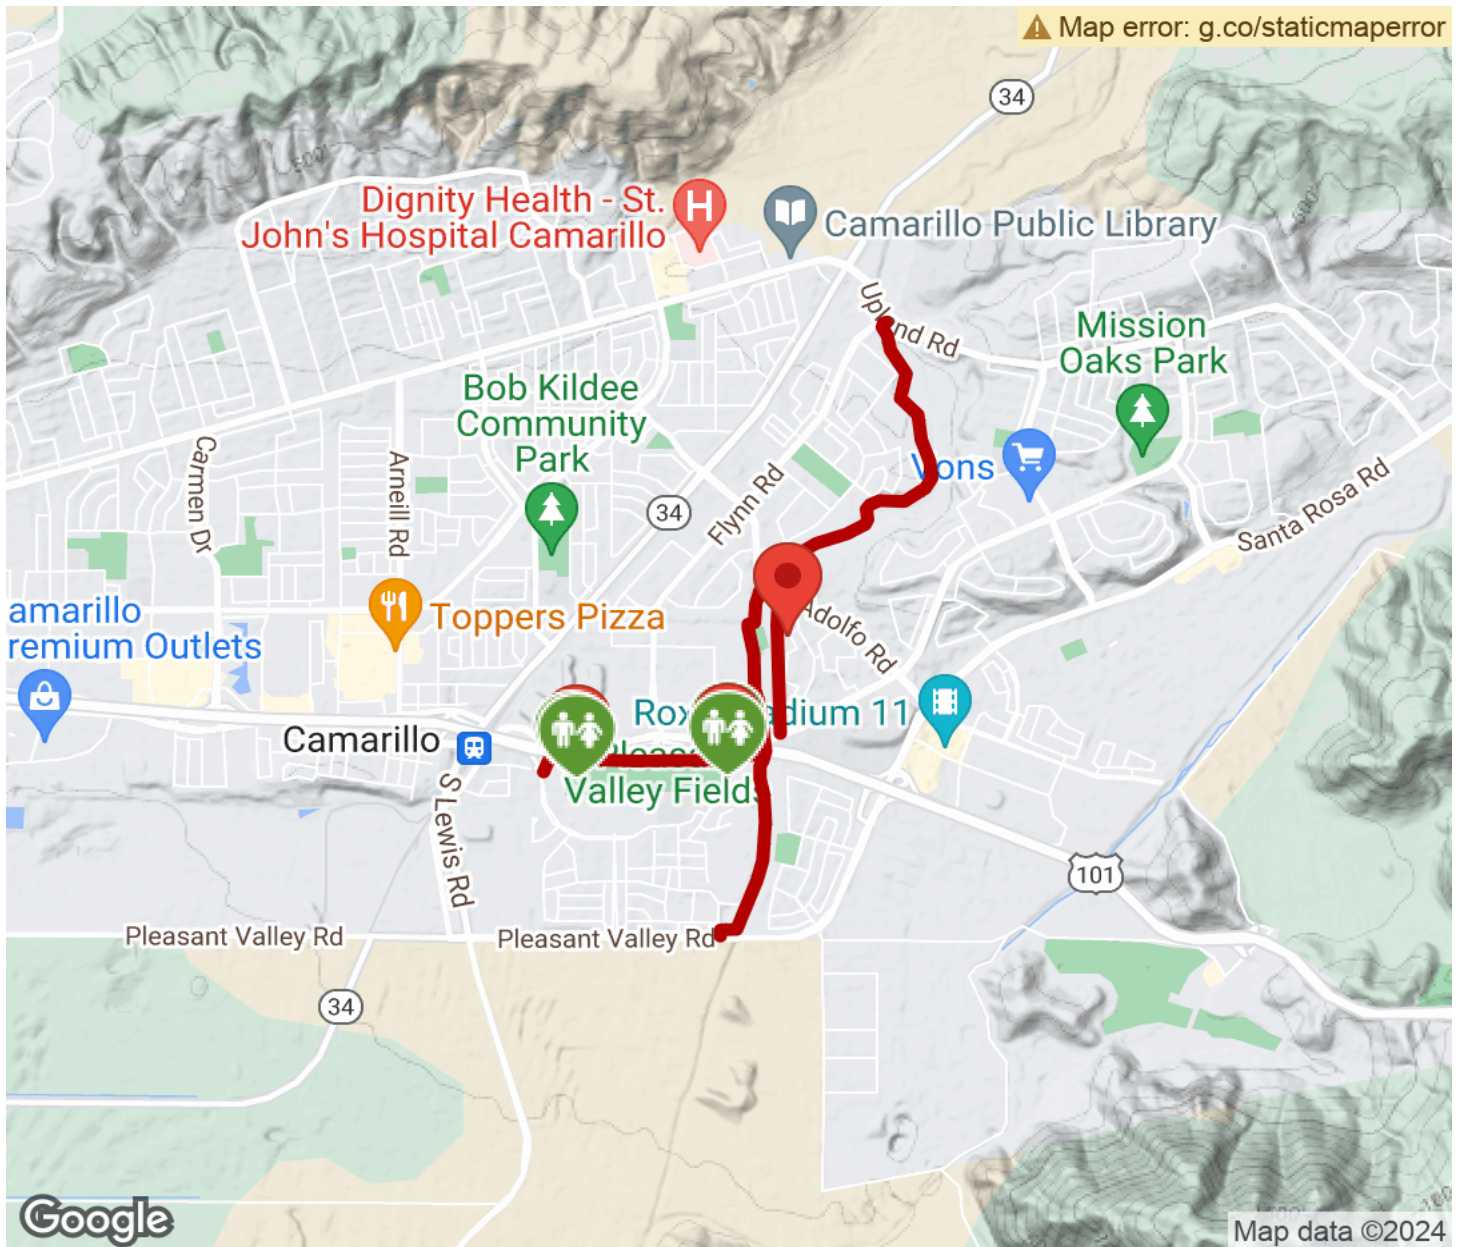 Map error: g.co/staticmaperror
34
Dignity Health - St.
John's Hospital Camarillo
H
Camarillo Public Library
Rd
Mission
Oaks Park
Bob Kildee
Community
Park
Carmen Dr
Arneill Rd
34
Flynn Rd
Vons
Santa Rosa Rd
amarillo
remium Outlets
Toppers Pizza
Adolfo Rd
11
Camarillo
Valley Fields
S Lewis Rd
101
Pleasant Valley Rd
Pleasant Valley Rd
34
Google
Map data ©2024